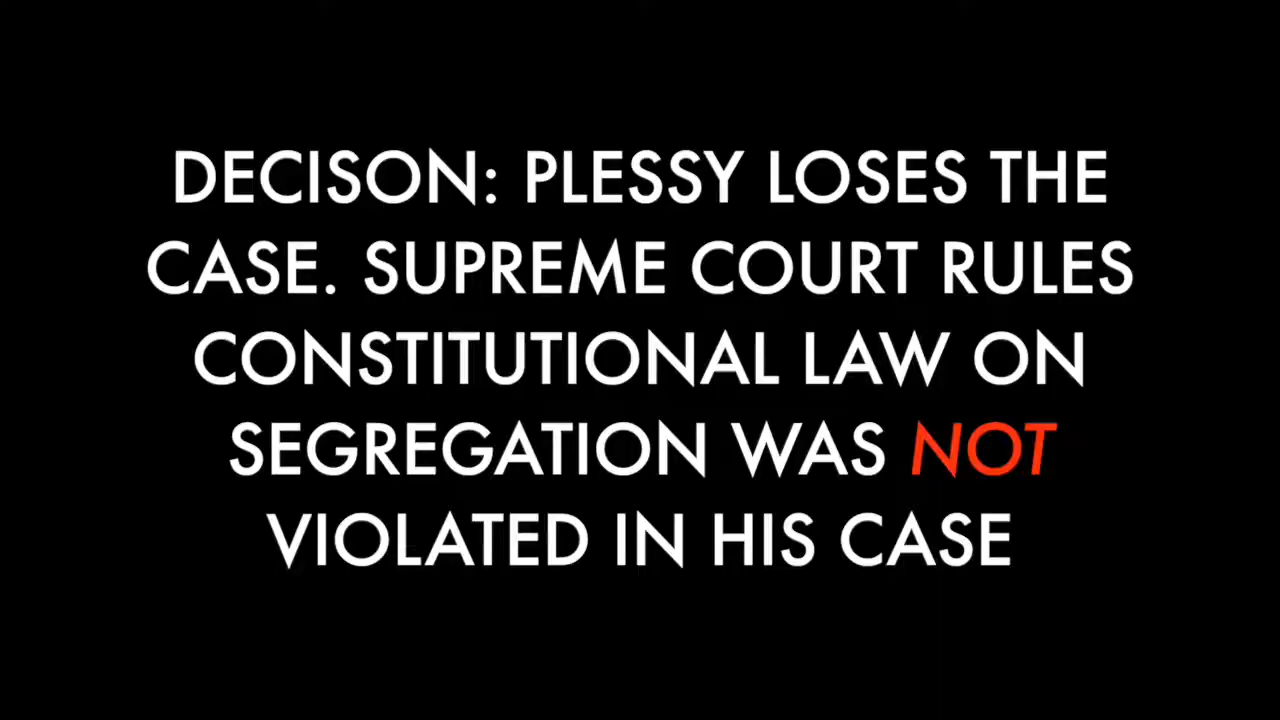 DECISON: PLESSY LOSES THE
CASE. SUPREME COURT RULES
CONSTITUTIONAL LAW ON
SEGREGATION WAS NOT
VIOLATED IN HIS CASE